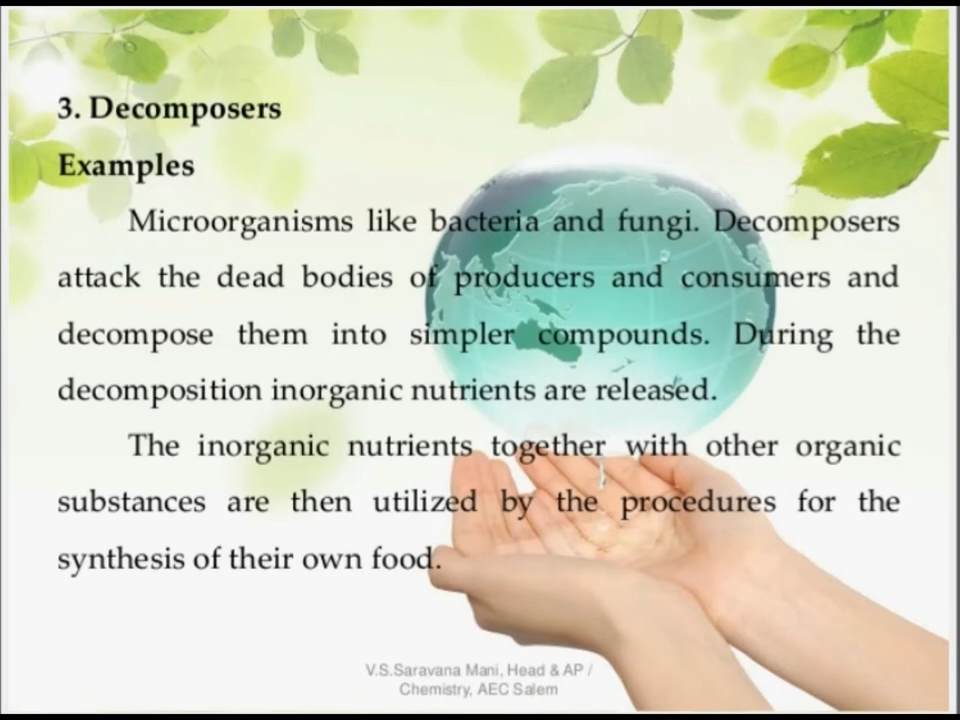 3. Decomposers
Examples
Microorganisms like bacteria and fungi. Decomposers
attack the dead bodies of producers and consumers and
decompose them into simpler compounds. During the
decomposition inorganic nutrients are released.
The inorganic nutrients together with other organic
substances are then utilized by the procedures for the
synthesis of their own food.
V.S.Saravana Mani, Head & AP /
Chemistry, AEC Salem